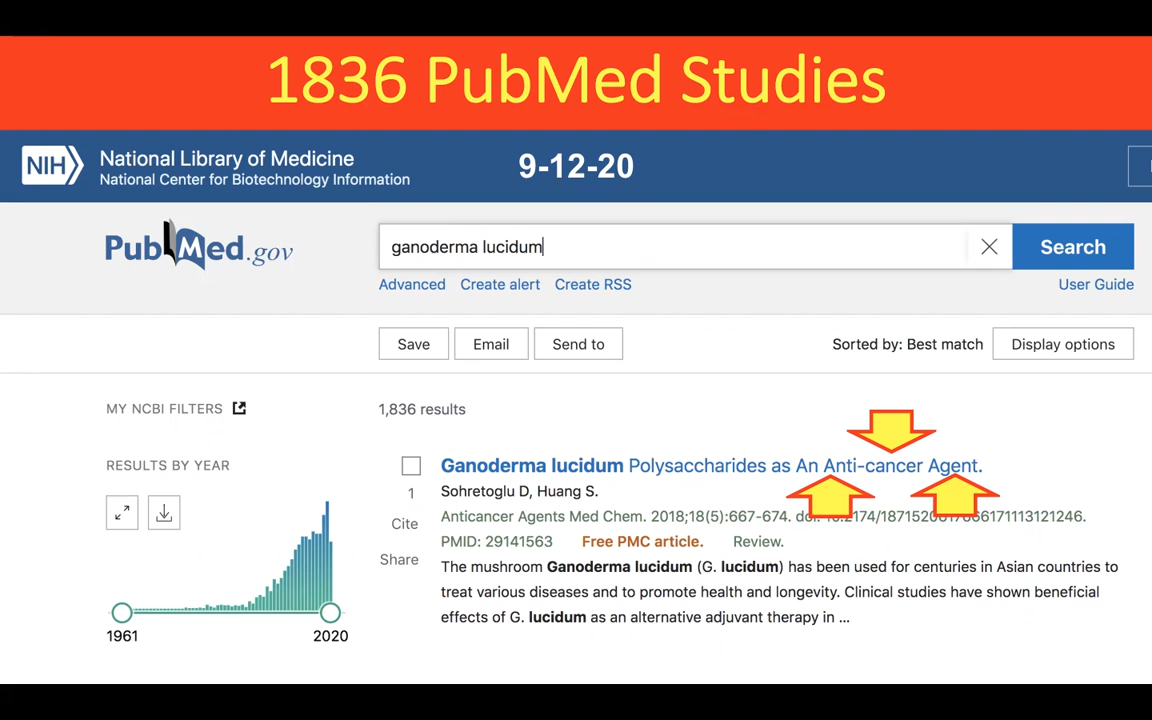 1836 PubMed Studies
NIH
National Library of Medicine
National Center for Biotechnology Information
9-12-20
PubMed.gov
ganoderma lucidum
Search
Advanced
Create alert
Create RSS
User Guide
Save
Email
Send to
Sorted by: Best match
Display options
MY NCBI FILTERS
1,836 results
RESULTS BY YEAR
1961
2020
1
Cite
Share
Ganoderma lucidum Polysaccharides as An Anti-cancer Agent.
Sohretoglu D, Huang S.
Anticancer Agents Med Chem. 2018;18(5):667-674.
PMID: 29141563 Free PMC article. Review.
The mushroom Ganoderma lucidum (G. lucidum) has been used for centuries in Asian countries to
treat various diseases and to promote health and longevity. Clinical studies have shown beneficial
effects of G. lucidum as an alternative adjuvant therapy in ...